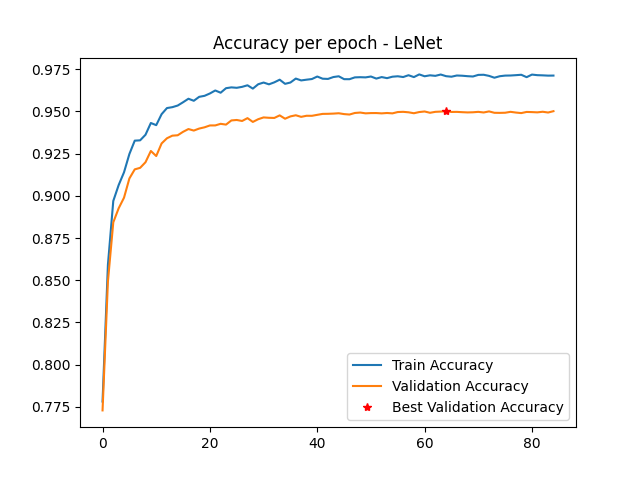 Accuracy per epoch - LeNet
0.975
0.950
0.925
0.900
0.875
0.850
0.825
0.800
0.775
0 20 40 60 80
Train Accuracy
Validation Accuracy
Best Validation Accuracy